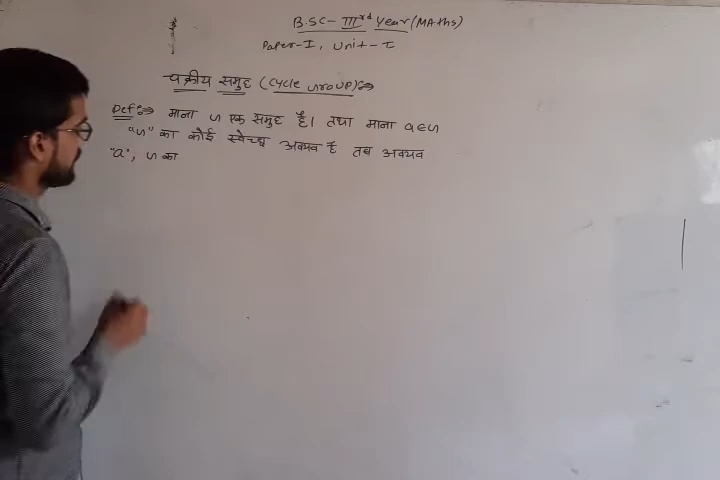 B.SC- IIIrd Year (MAths)
Paper-I, Unit-I
चक्रीय समुह (Cycle Group):⇒
Def:⇒ माना G एक समुह है। तथा माना a∈G
"G" का कोई स्वेच्छ अवयव है तब अवयव
"a", G का